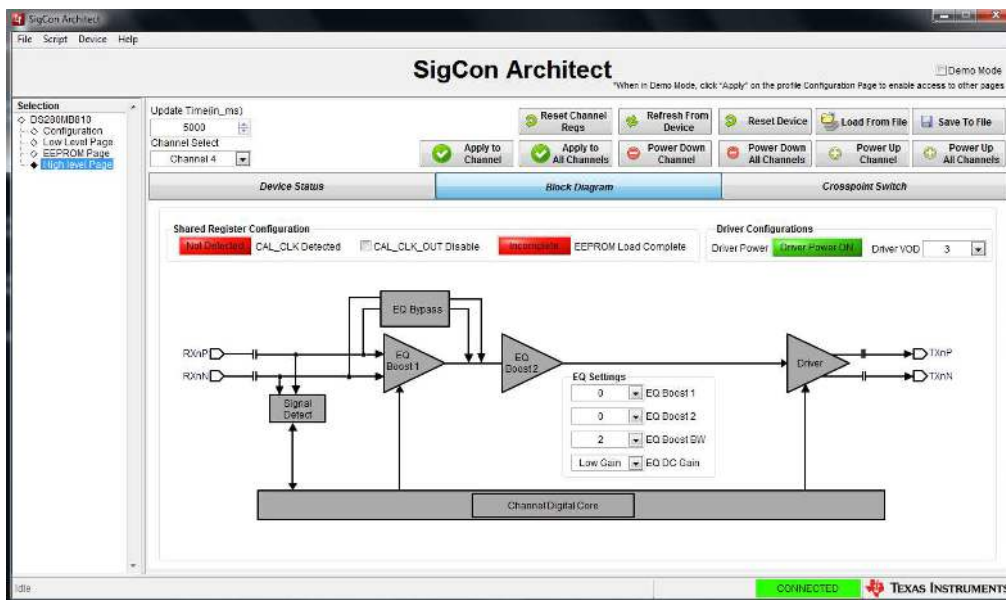 SigCon Architect
File Script Device Help
SigCon Architect
Demo Mode
*When in Demo Mode, click "Apply" on the profile Configuration Page to enable access to other pages
Selection
DS280MB810
Configuration
Low Level Page
EEPROM Page
High level Page
Update Time(in_ms)
5000
Channel Select
Channel 4
Reset Channel Regs
Refresh From Device
Reset Device
Load From File
Save To File
Apply to Channel
Apply to All Channels
Power Down Channel
Power Down All Channels
Power Up Channel
Power Up All Channels
Device Status
Block Diagram
Crosspoint Switch
Shared Register Configuration
Not Detected CAL_CLK Detected CAL_CLK_OUT Disable Incomplete EEPROM Load Complete
Driver Configurations
Driver Power Driver Power ON Driver VOD 3
EQ Bypass
RXnP
RXnN
EQ Boost 1
EQ Boost 2
Driver
TXnP
TXnN
Signal Detect
EQ Settings
0 EQ Boost 1
0 EQ Boost 2
2 EQ Boost BW
Low Gain EQ DC Gain
Channel Digital Core
Idle
CONNECTED
TEXAS INSTRUMENTS